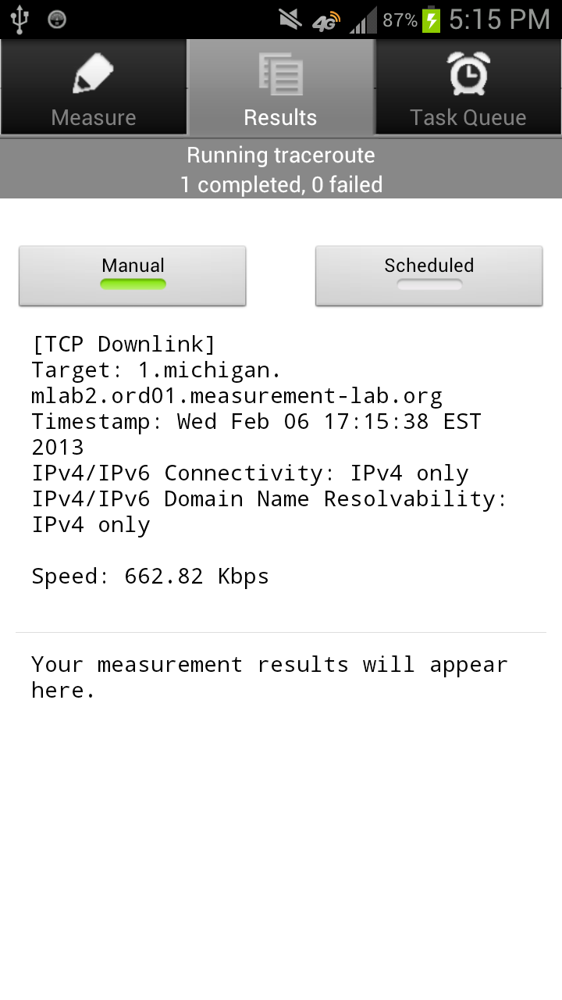 4G 87% 5:15 PM
Measure Results Task Queue
Running traceroute
1 completed, 0 failed
Manual Scheduled
[TCP Downlink]
Target: 1.michigan.
mlab2.ord01.measurement-lab.org
Timestamp: Wed Feb 06 17:15:38 EST
2013
IPv4/IPv6 Connectivity: IPv4 only
IPv4/IPv6 Domain Name Resolvability:
IPv4 only
Speed: 662.82 Kbps
Your measurement results will appear
here.